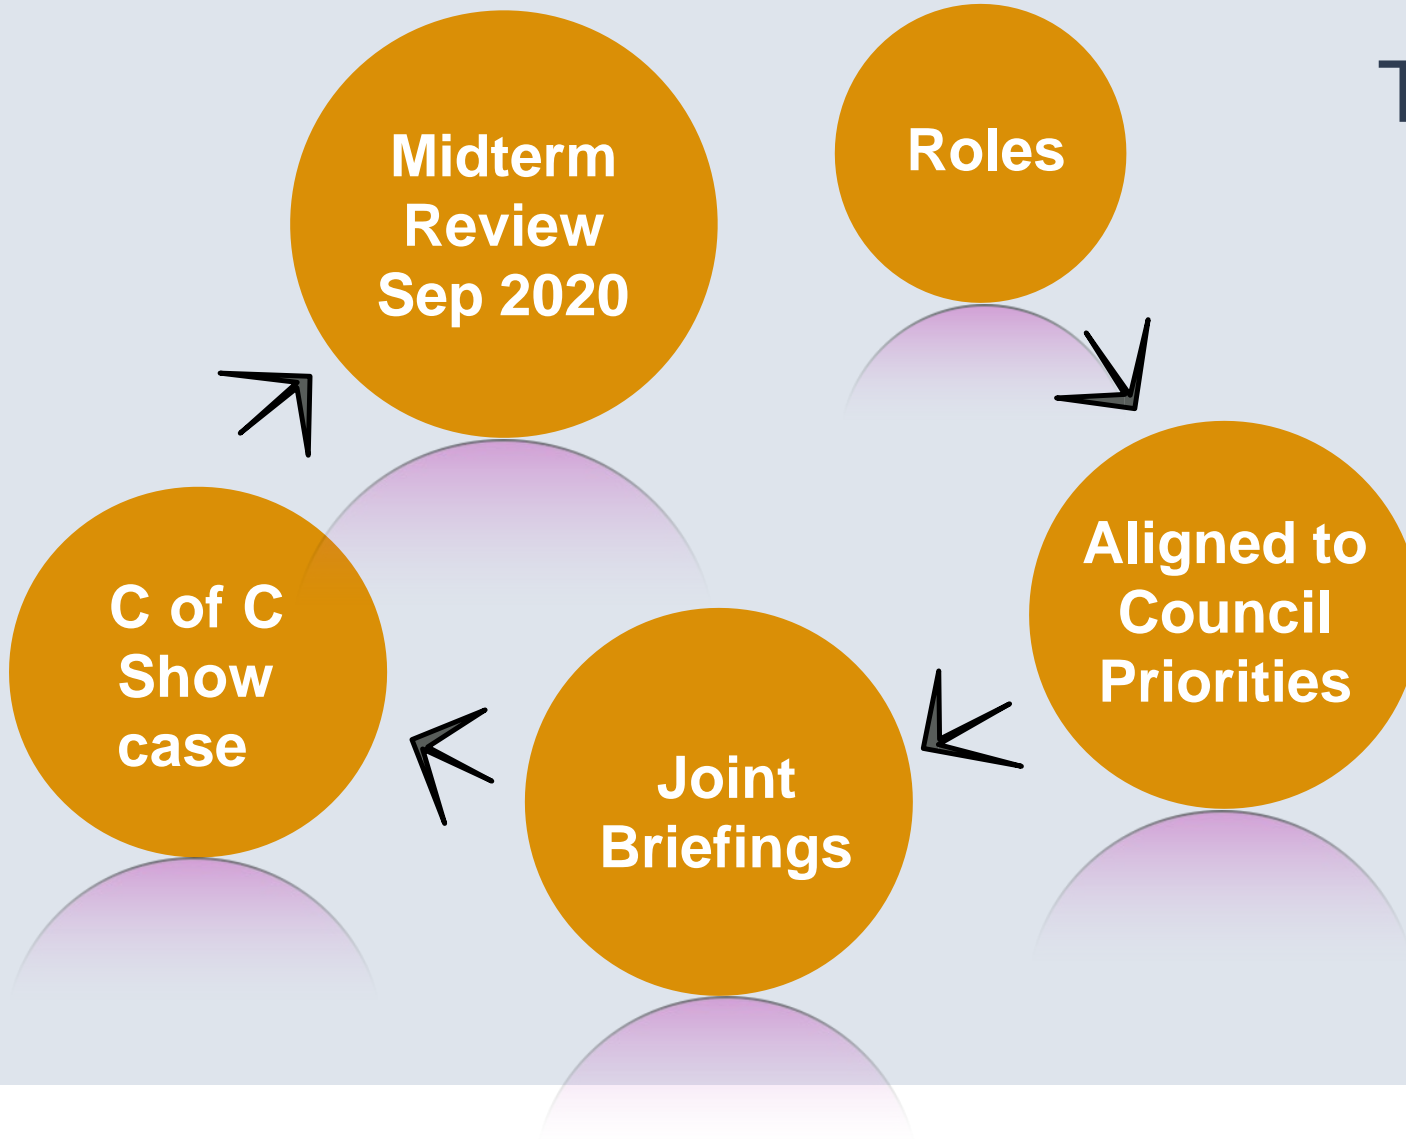 Midterm
Review
Sep 2020
Roles
T
Aligned to
Council
Priorities
Joint
Briefings
C of C
Show
case